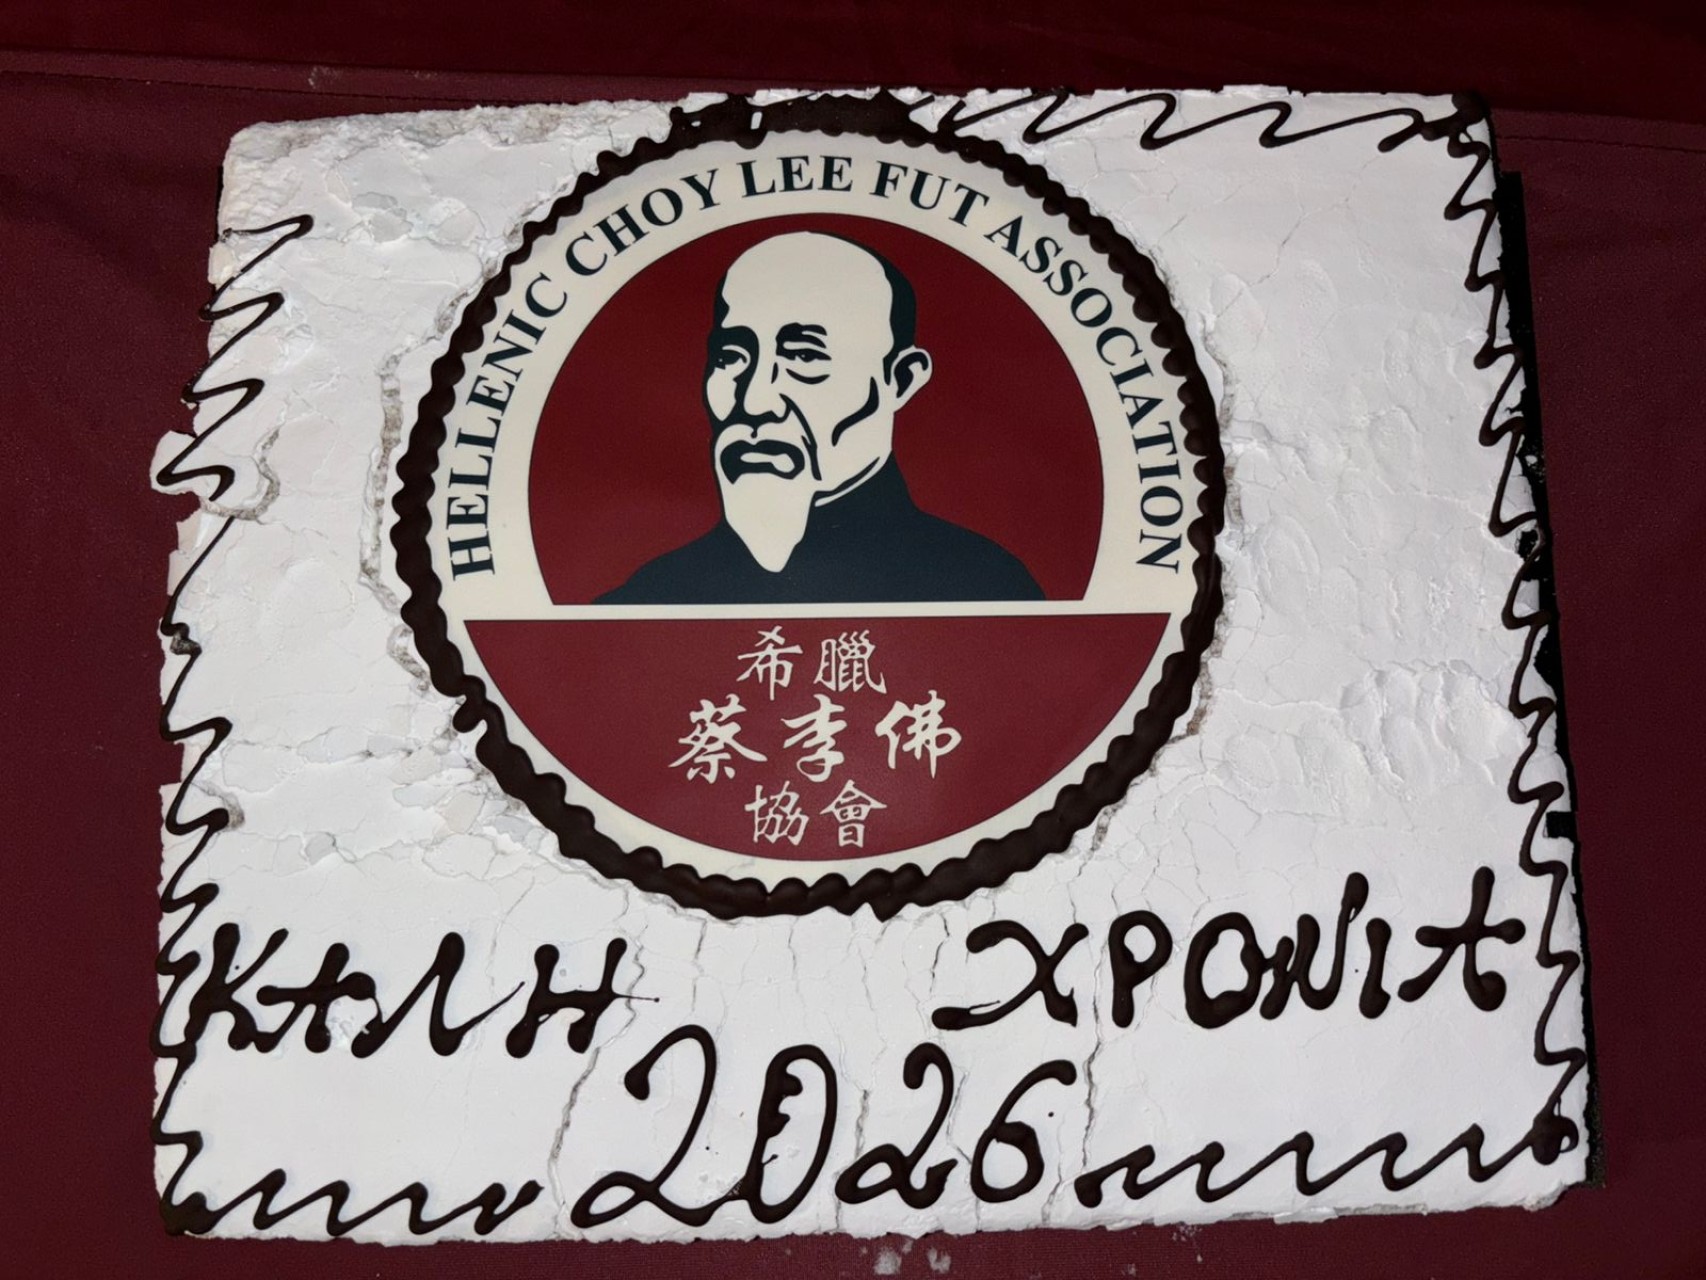 HELLENIC CHOY LEE FUT ASSOCIATION
希臘
蔡李佛
協會
ΚΑΛΗ ΧΡΟΝΙΑ
2026